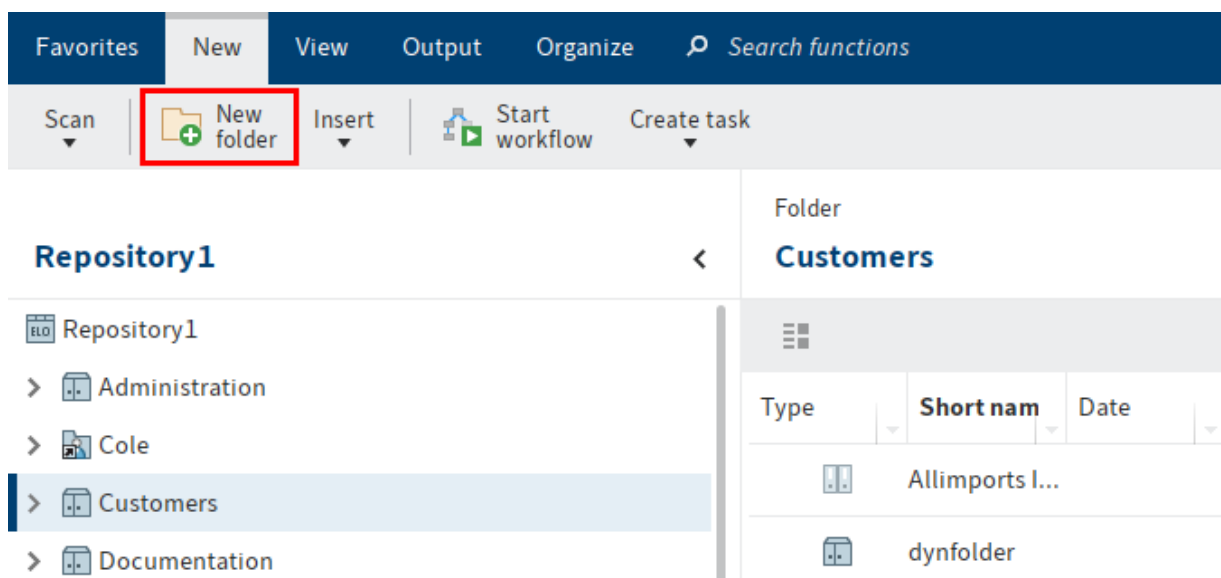 Favorites New View Output Organize Search functions
Scan New folder Insert Start workflow Create task
Repository1
Folder
Customers
ELO Repository1
Administration
Cole
Customers
Documentation
Type Short nam Date
Allimports I...
dynfolder